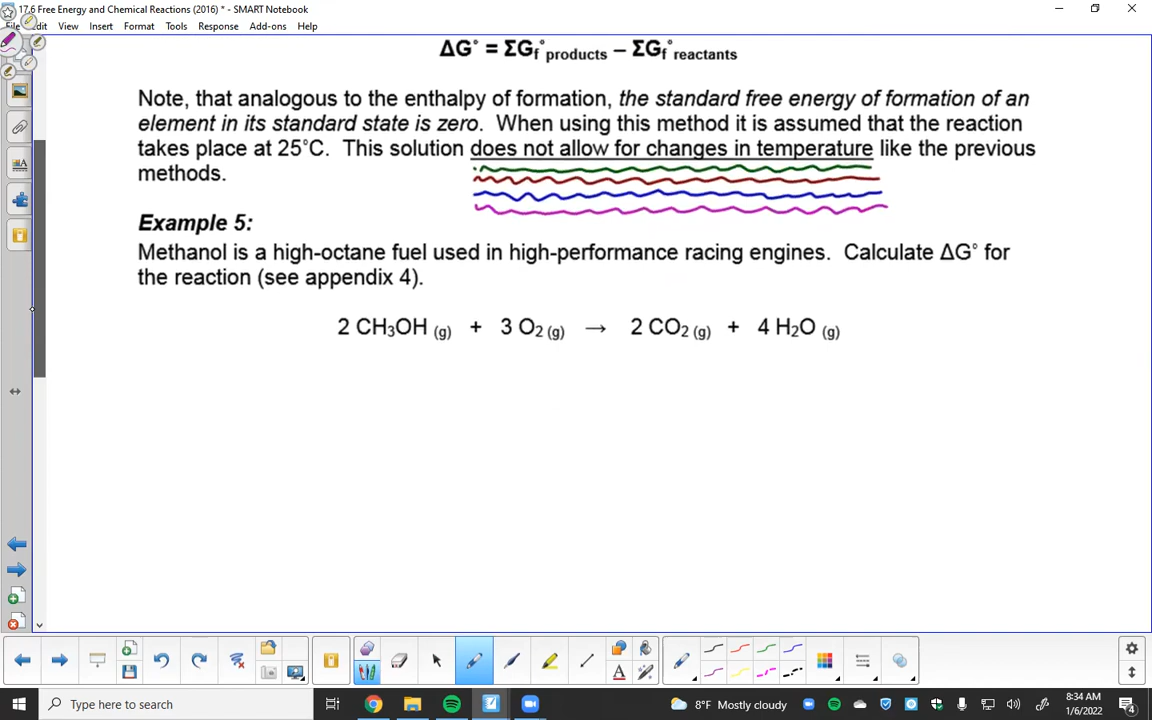 17.6 Free Energy and Chemical Reactions (2016) * - SMART Notebook
File Edit View Insert Format Tools Response Add-ons Help
ΔG° = ΣGf°products – ΣGf°reactants
Note, that analogous to the enthalpy of formation, the standard free energy of formation of an
element in its standard state is zero. When using this method it is assumed that the reaction
takes place at 25°C. This solution does not allow for changes in temperature like the previous
methods.
Example 5:
Methanol is a high-octane fuel used in high-performance racing engines. Calculate ΔG° for
the reaction (see appendix 4).
2 CH3OH (g) + 3 O2 (g) → 2 CO2 (g) + 4 H2O (g)
Type here to search
8°F Mostly cloudy
8:34 AM
1/6/2022
4